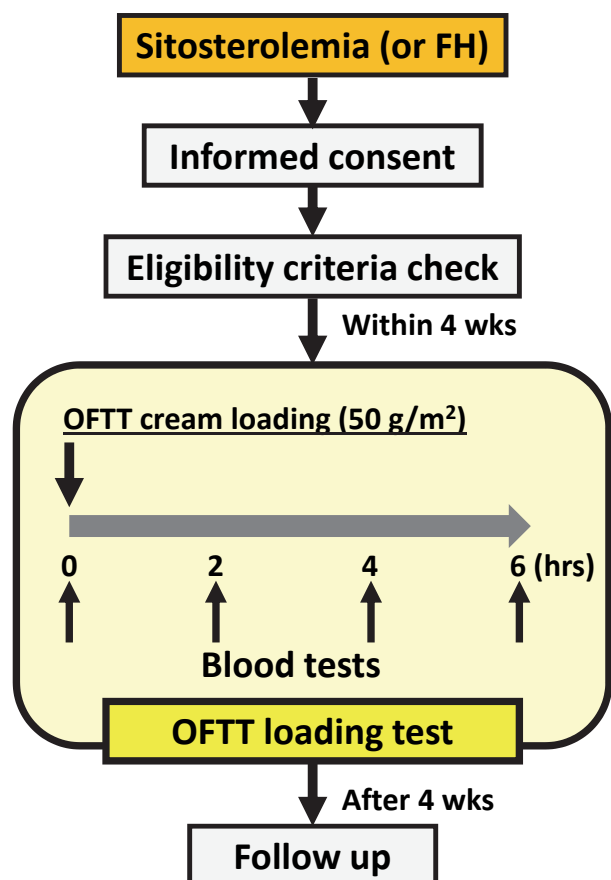 Sitosterolemia (or FH)
Informed consent
Eligibility criteria check
Within 4 wks
OFTT cream loading (50 g/m²)
0 2 4 6 (hrs)
Blood tests
OFTT loading test
After 4 wks
Follow up